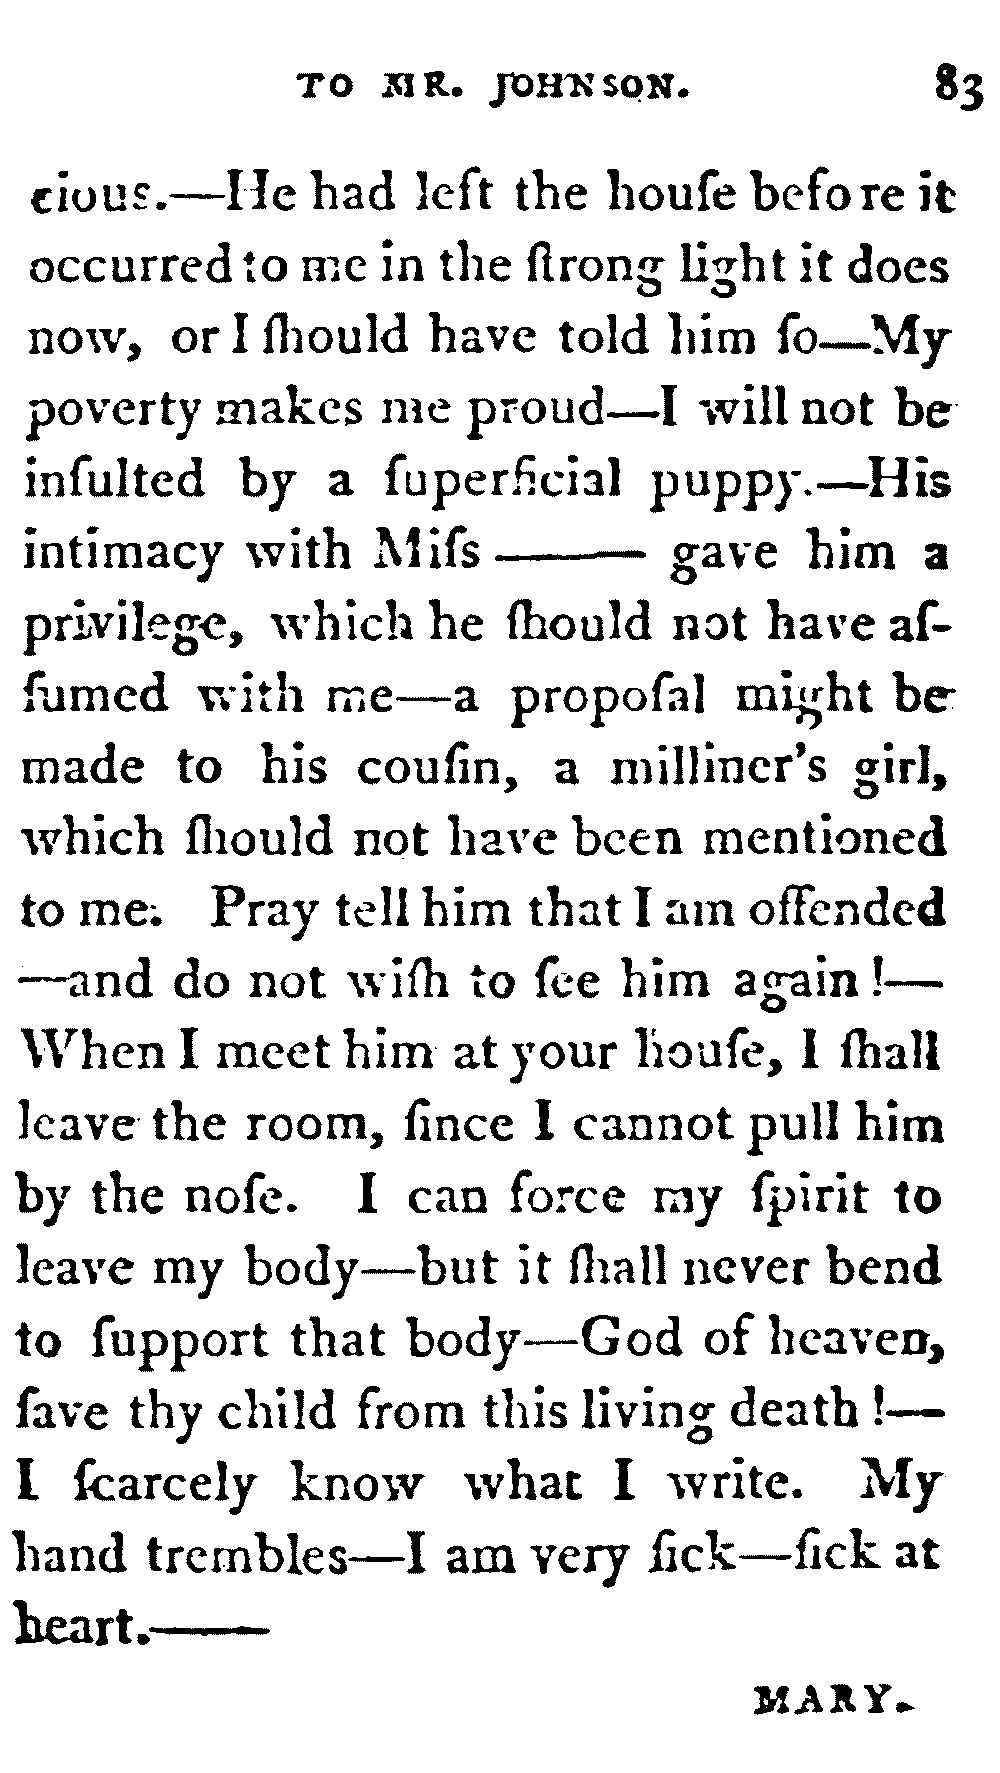 TO MR. JOHNSON. 83
cious.—He had left the houſe before it
occurred to me in the ſtrong light it does
now, or I ſhould have told him ſo—My
poverty makes me proud—I will not be
inſulted by a ſuperficial puppy.—His
intimacy with Miſs —— gave him a
privilege, which he ſhould not have aſ-
ſumed with me—a propoſal might be
made to his couſin, a milliner's girl,
which ſhould not have been mentioned
to me. Pray tell him that I am offended
—and do not wiſh to ſee him again!—
When I meet him at your houſe, I ſhall
leave the room, ſince I cannot pull him
by the noſe. I can force my ſpirit to
leave my body—but it ſhall never bend
to ſupport that body—God of heaven,
ſave thy child from this living death!—
I ſcarcely know what I write. My
hand trembles—I am very ſick—ſick at
heart.——
MARY.